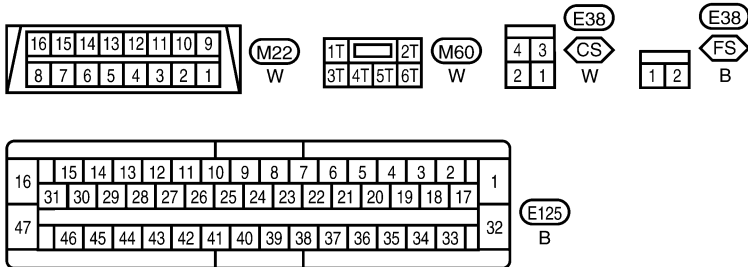 16 15 14 13 12 11 10 9
8 7 6 5 4 3 2 1
M22
W
1T 2T
3T 4T 5T 6T
M60
W
4 3
2 1
E38
CS
W
1 2
E38
FS
B
16 15 14 13 12 11 10 9 8 7 6 5 4 3 2 1
31 30 29 28 27 26 25 24 23 22 21 20 19 18 17
47 46 45 44 43 42 41 40 39 38 37 36 35 34 33 32
E125
B